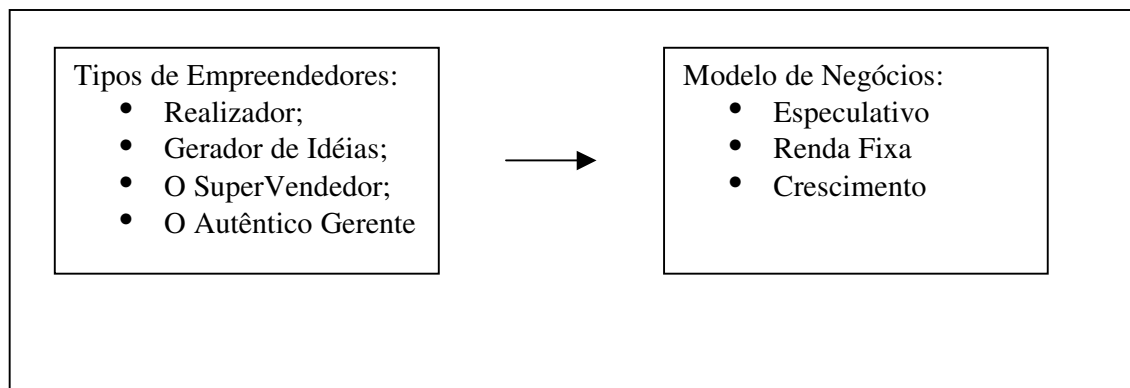 Tipos de Empreendedores:
• Realizador;
• Gerador de Idéias;
• O SuperVendedor;
• O Autêntico Gerente
Modelo de Negócios:
• Especulativo
• Renda Fixa
• Crescimento